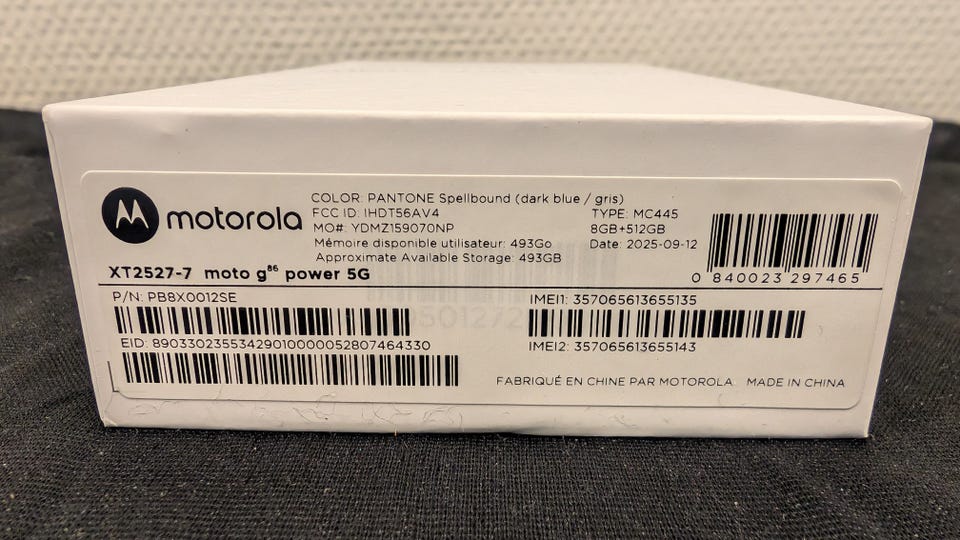 motorola
COLOR: PANTONE Spellbound (dark blue / gris)
FCC ID: IHDT56AV4
TYPE: MC445
MO#: YDMZ159070NP
8GB+512GB
Mémoire disponible utilisateur: 493Go
Date: 2025-09-12
Approximate Available Storage: 493GB
0 840023 297465
XT2527-7 moto g86 power 5G
P/N: PB8X0012SE
IMEI1: 357065613655135
EID: 89033023553429010000052807464330
IMEI2: 357065613655143
FABRIQUÉ EN CHINE PAR MOTOROLA MADE IN CHINA